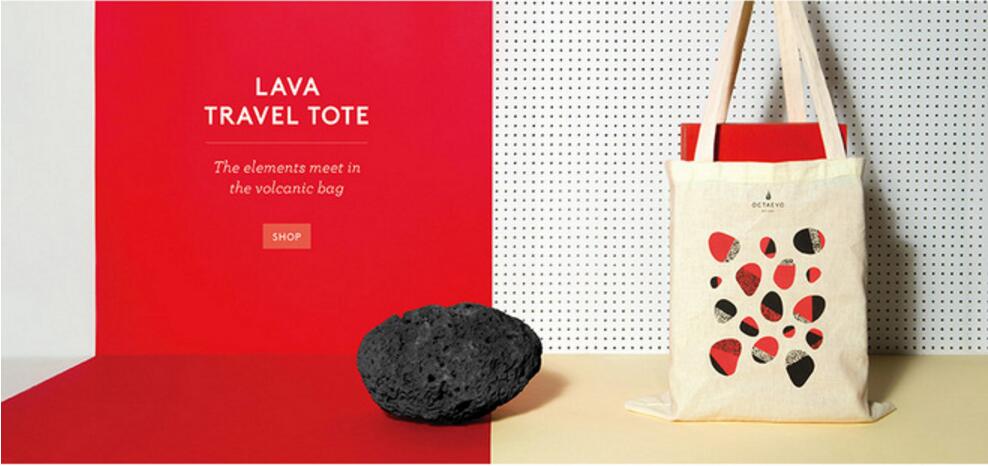 LAVA
TRAVEL TOTE
The elements meet in
the volcanic bag
SHOP
OCTAEVO